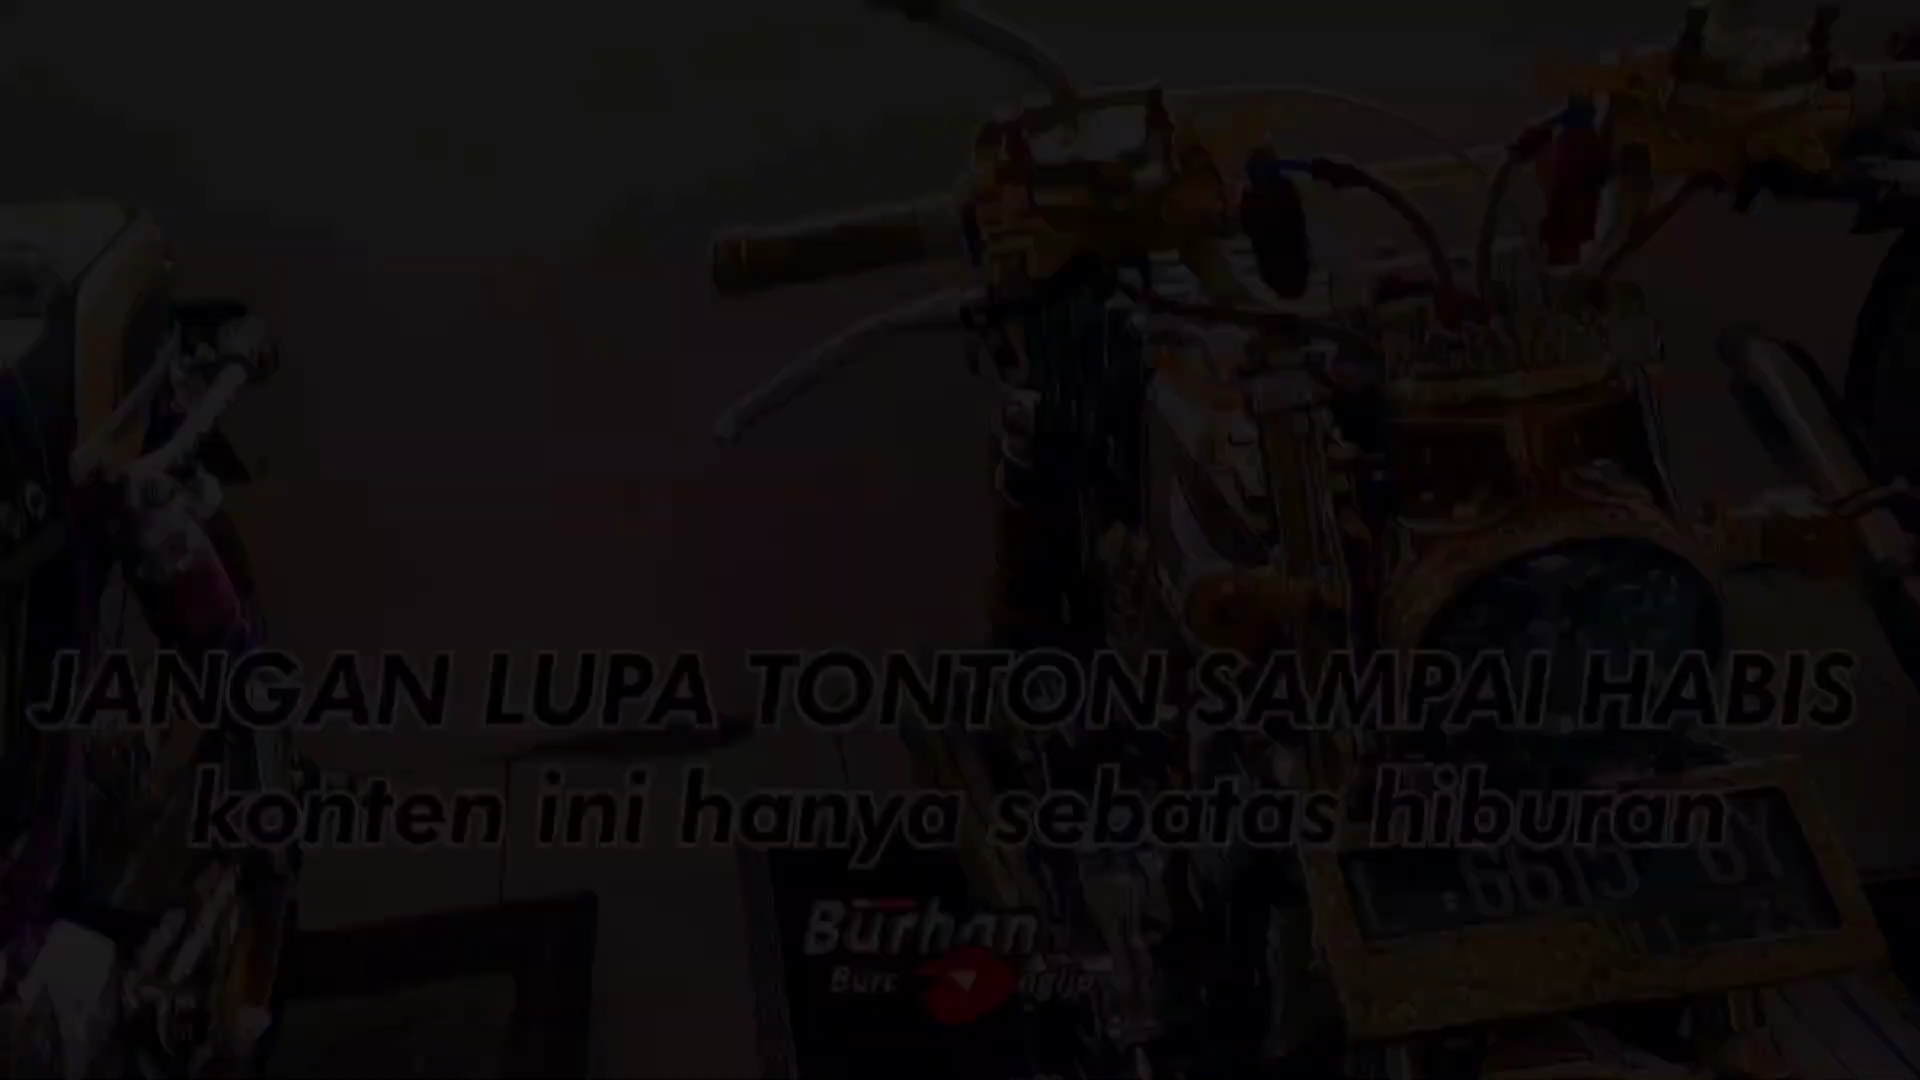 JANGAN LUPA TONTON SAMPAI HABIS
konten ini hanya sebatas hiburan
Burhan